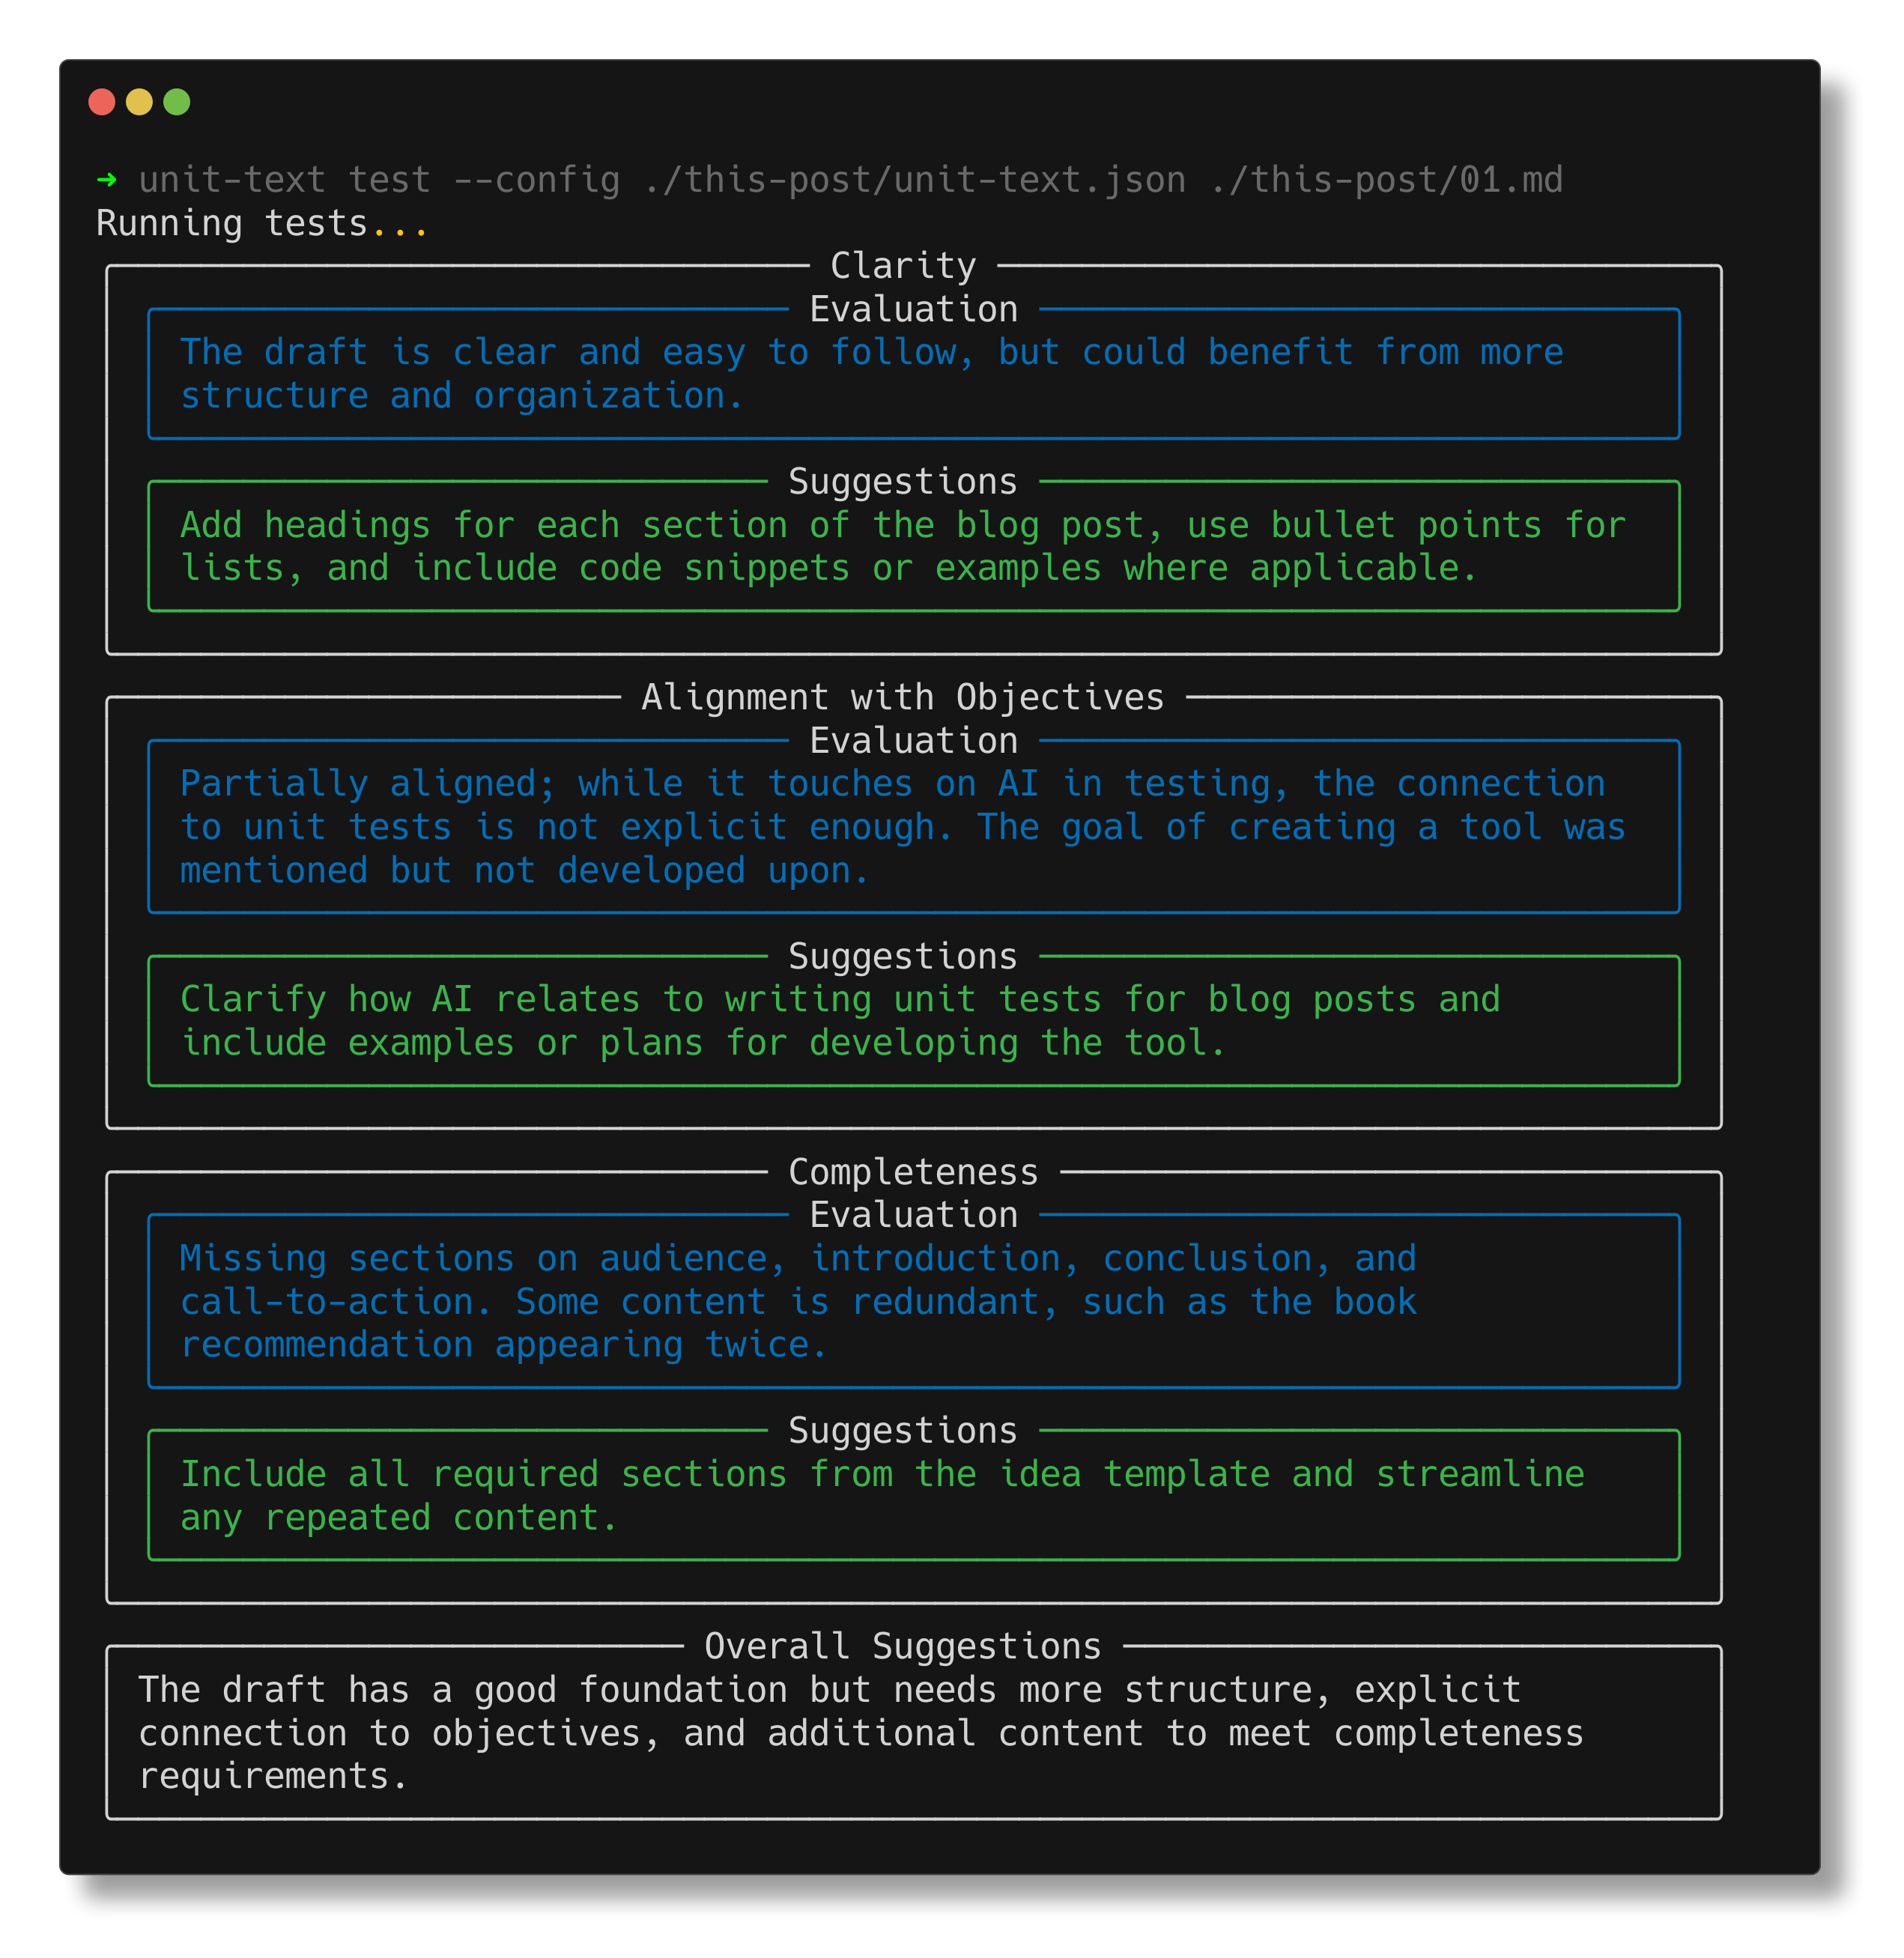 ➜ unit-text test --config ./this-post/unit-text.json ./this-post/01.md
Running tests...
Clarity
Evaluation
The draft is clear and easy to follow, but could benefit from more
structure and organization.
Suggestions
Add headings for each section of the blog post, use bullet points for
lists, and include code snippets or examples where applicable.
Alignment with Objectives
Evaluation
Partially aligned; while it touches on AI in testing, the connection
to unit tests is not explicit enough. The goal of creating a tool was
mentioned but not developed upon.
Suggestions
Clarify how AI relates to writing unit tests for blog posts and
include examples or plans for developing the tool.
Completeness
Evaluation
Missing sections on audience, introduction, conclusion, and
call-to-action. Some content is redundant, such as the book
recommendation appearing twice.
Suggestions
Include all required sections from the idea template and streamline
any repeated content.
Overall Suggestions
The draft has a good foundation but needs more structure, explicit
connection to objectives, and additional content to meet completeness
requirements.